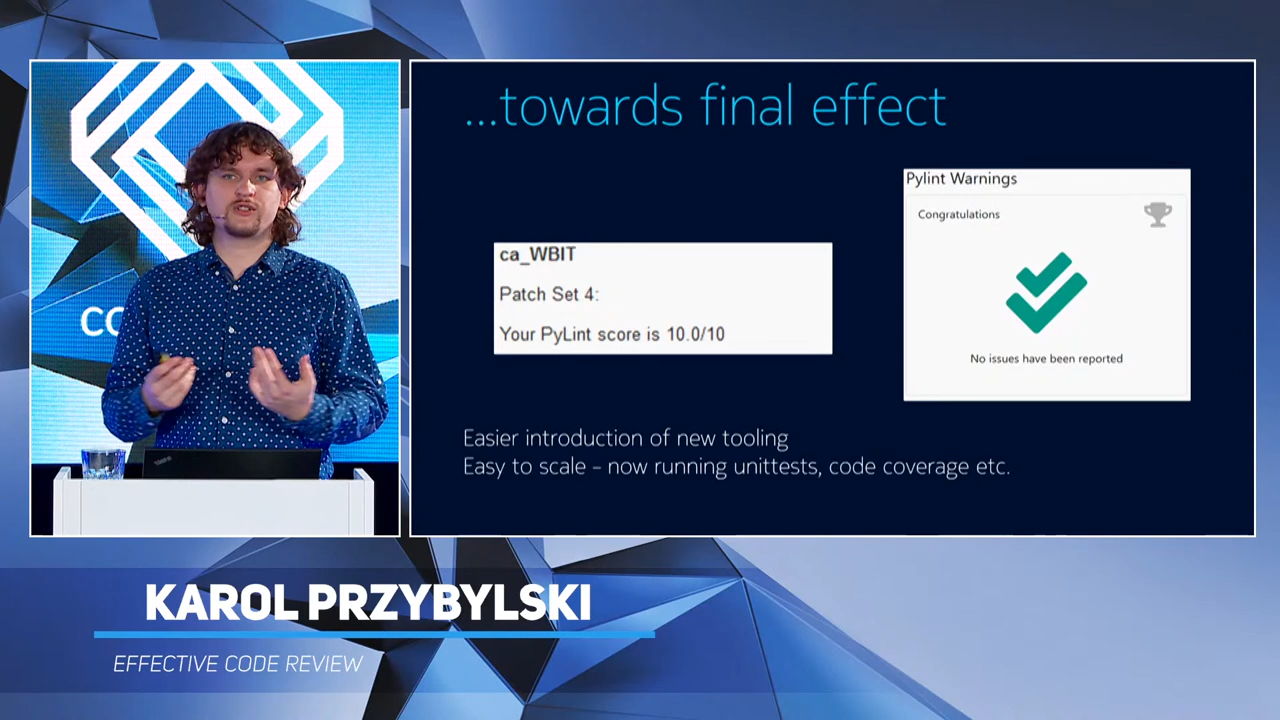 ...towards final effect
Pylint Warnings
Congratulations
ca_WBIT
Patch Set 4:
Your PyLint score is 10.0/10
No issues have been reported
Easier introduction of new tooling
Easy to scale – now running unittests, code coverage etc.
CO
KAROL PRZYBYLSKI
EFFECTIVE CODE REVIEW